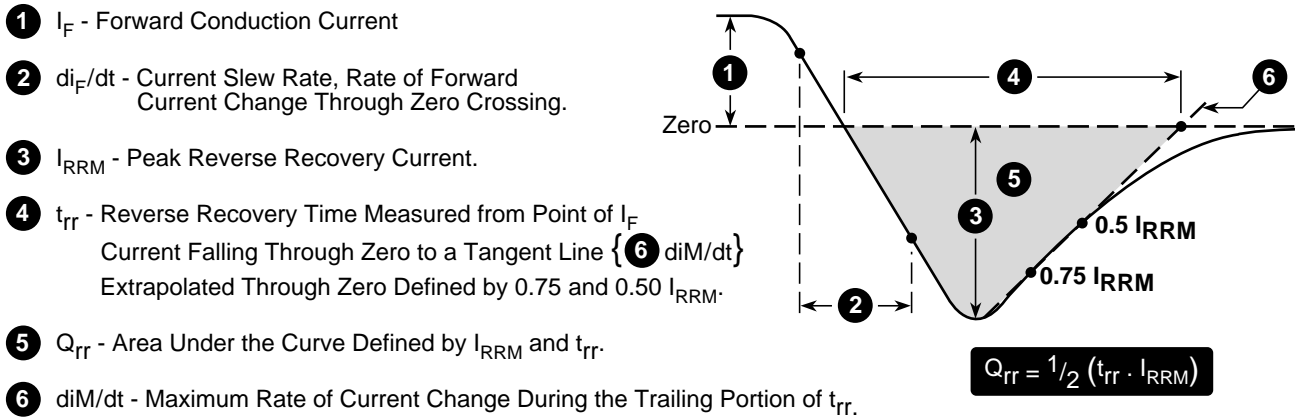 1 I_F - Forward Conduction Current
2 di_F/dt - Current Slew Rate, Rate of Forward
Current Change Through Zero Crossing.
3 I_RRM - Peak Reverse Recovery Current.
4 t_rr - Reverse Recovery Time Measured from Point of I_F
Current Falling Through Zero to a Tangent Line {6 diM/dt}
Extrapolated Through Zero Defined by 0.75 and 0.50 I_RRM.
5 Q_rr - Area Under the Curve Defined by I_RRM and t_rr.
6 diM/dt - Maximum Rate of Current Change During the Trailing Portion of t_rr.
1
4
6
Zero
5
3
0.5 I_RRM
0.75 I_RRM
2
Q_rr = 1/2 (t_rr · I_RRM)